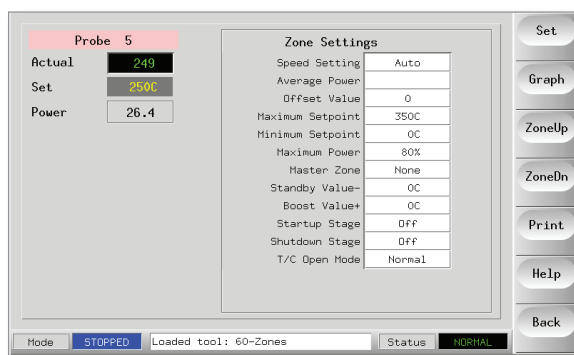 Probe 5
Actual 249
Set 250C
Power 26.4
Zone Settings
Speed Setting Auto
Average Power
Offset Value 0
Maximum Setpoint 350C
Minimum Setpoint 0C
Maximum Power 80%
Master Zone None
Standby Value- 0C
Boost Value+ 0C
Startup Stage Off
Shutdown Stage Off
T/C Open Mode Normal
Set
Graph
ZoneUp
ZoneDn
Print
Help
Back
Mode STOPPED Loaded tool: 60-Zones Status NORMAL